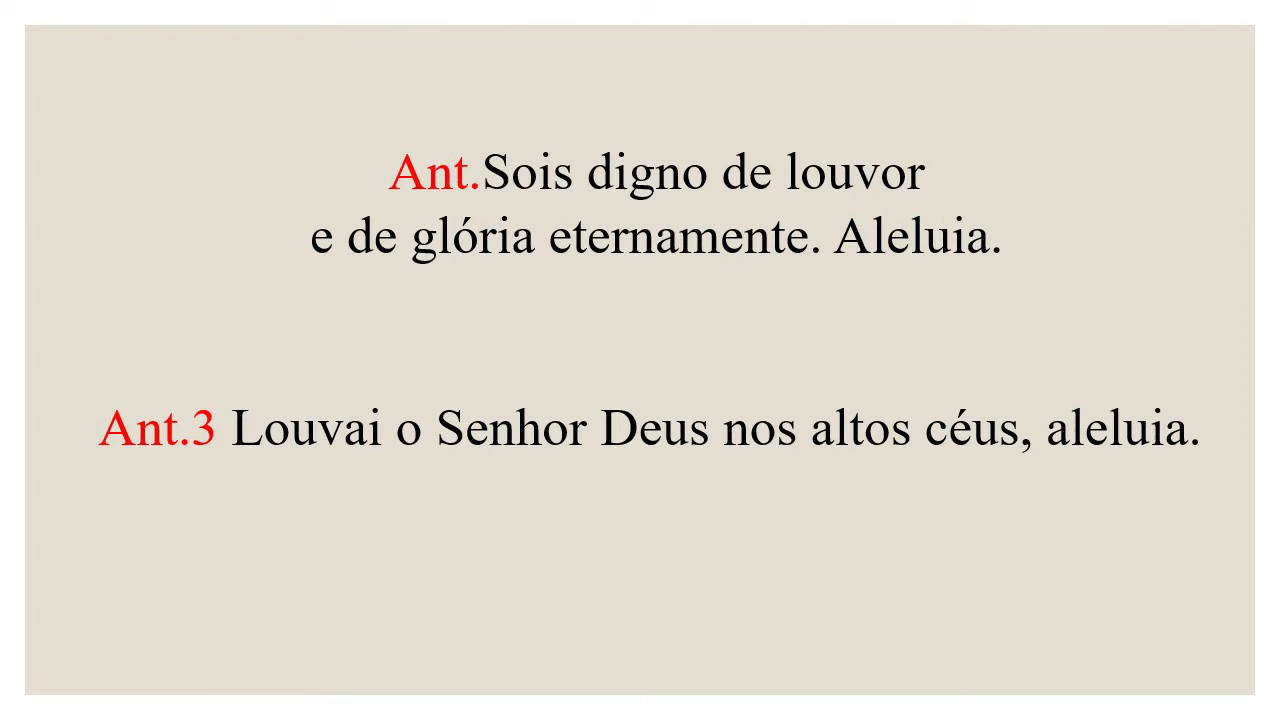 Ant.Sois digno de louvor
e de glória eternamente. Aleluia.
Ant.3 Louvai o Senhor Deus nos altos céus, aleluia.